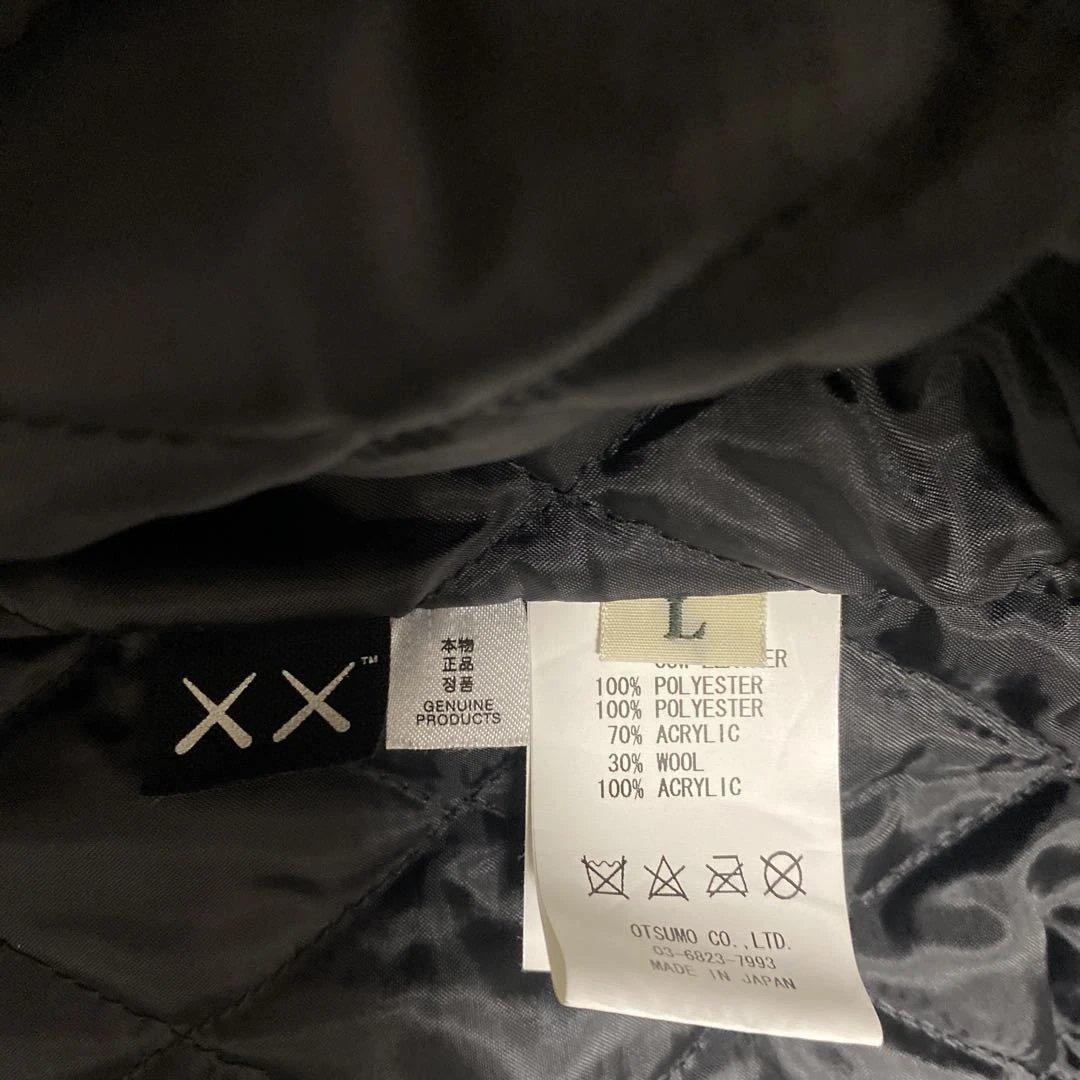 XX™
本物
正品
정품
GENUINE
PRODUCTS
L
100% POLYESTER
100% POLYESTER
70% ACRYLIC
30% WOOL
100% ACRYLIC
OTSUMO CO.,LTD.
03-6823-7993
MADE IN JAPAN